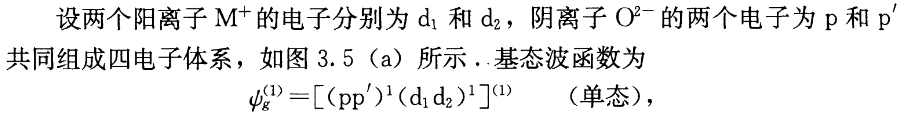 设两个阳离子 M⁺的电子分别为 d₁ 和 d₂，阴离子 O²⁻的两个电子为 p 和 p′
共同组成四电子体系，如图 3.5（a）所示．基态波函数为
ψ_g^(1)＝[(pp′)¹(d₁d₂)¹]^(1) （单态），